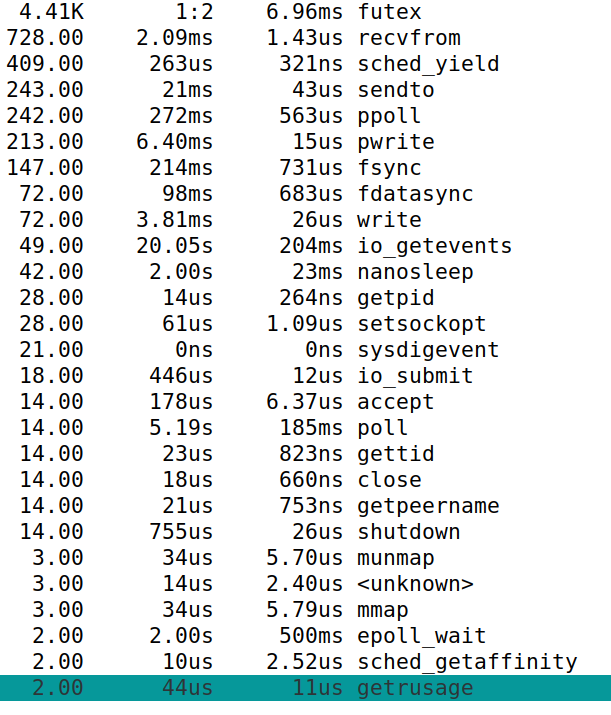 4.41K 1:2 6.96ms futex
728.00 2.09ms 1.43us recvfrom
409.00 263us 321ns sched_yield
243.00 21ms 43us sendto
242.00 272ms 563us ppoll
213.00 6.40ms 15us pwrite
147.00 214ms 731us fsync
72.00 98ms 683us fdatasync
72.00 3.81ms 26us write
49.00 20.05s 204ms io_getevents
42.00 2.00s 23ms nanosleep
28.00 14us 264ns getpid
28.00 61us 1.09us setsockopt
21.00 0ns 0ns sysdigevent
18.00 446us 12us io_submit
14.00 178us 6.37us accept
14.00 5.19s 185ms poll
14.00 23us 823ns gettid
14.00 18us 660ns close
14.00 21us 753ns getpeername
14.00 755us 26us shutdown
3.00 34us 5.70us munmap
3.00 14us 2.40us <unknown>
3.00 34us 5.79us mmap
2.00 2.00s 500ms epoll_wait
2.00 10us 2.52us sched_getaffinity
2.00 44us 11us getrusage